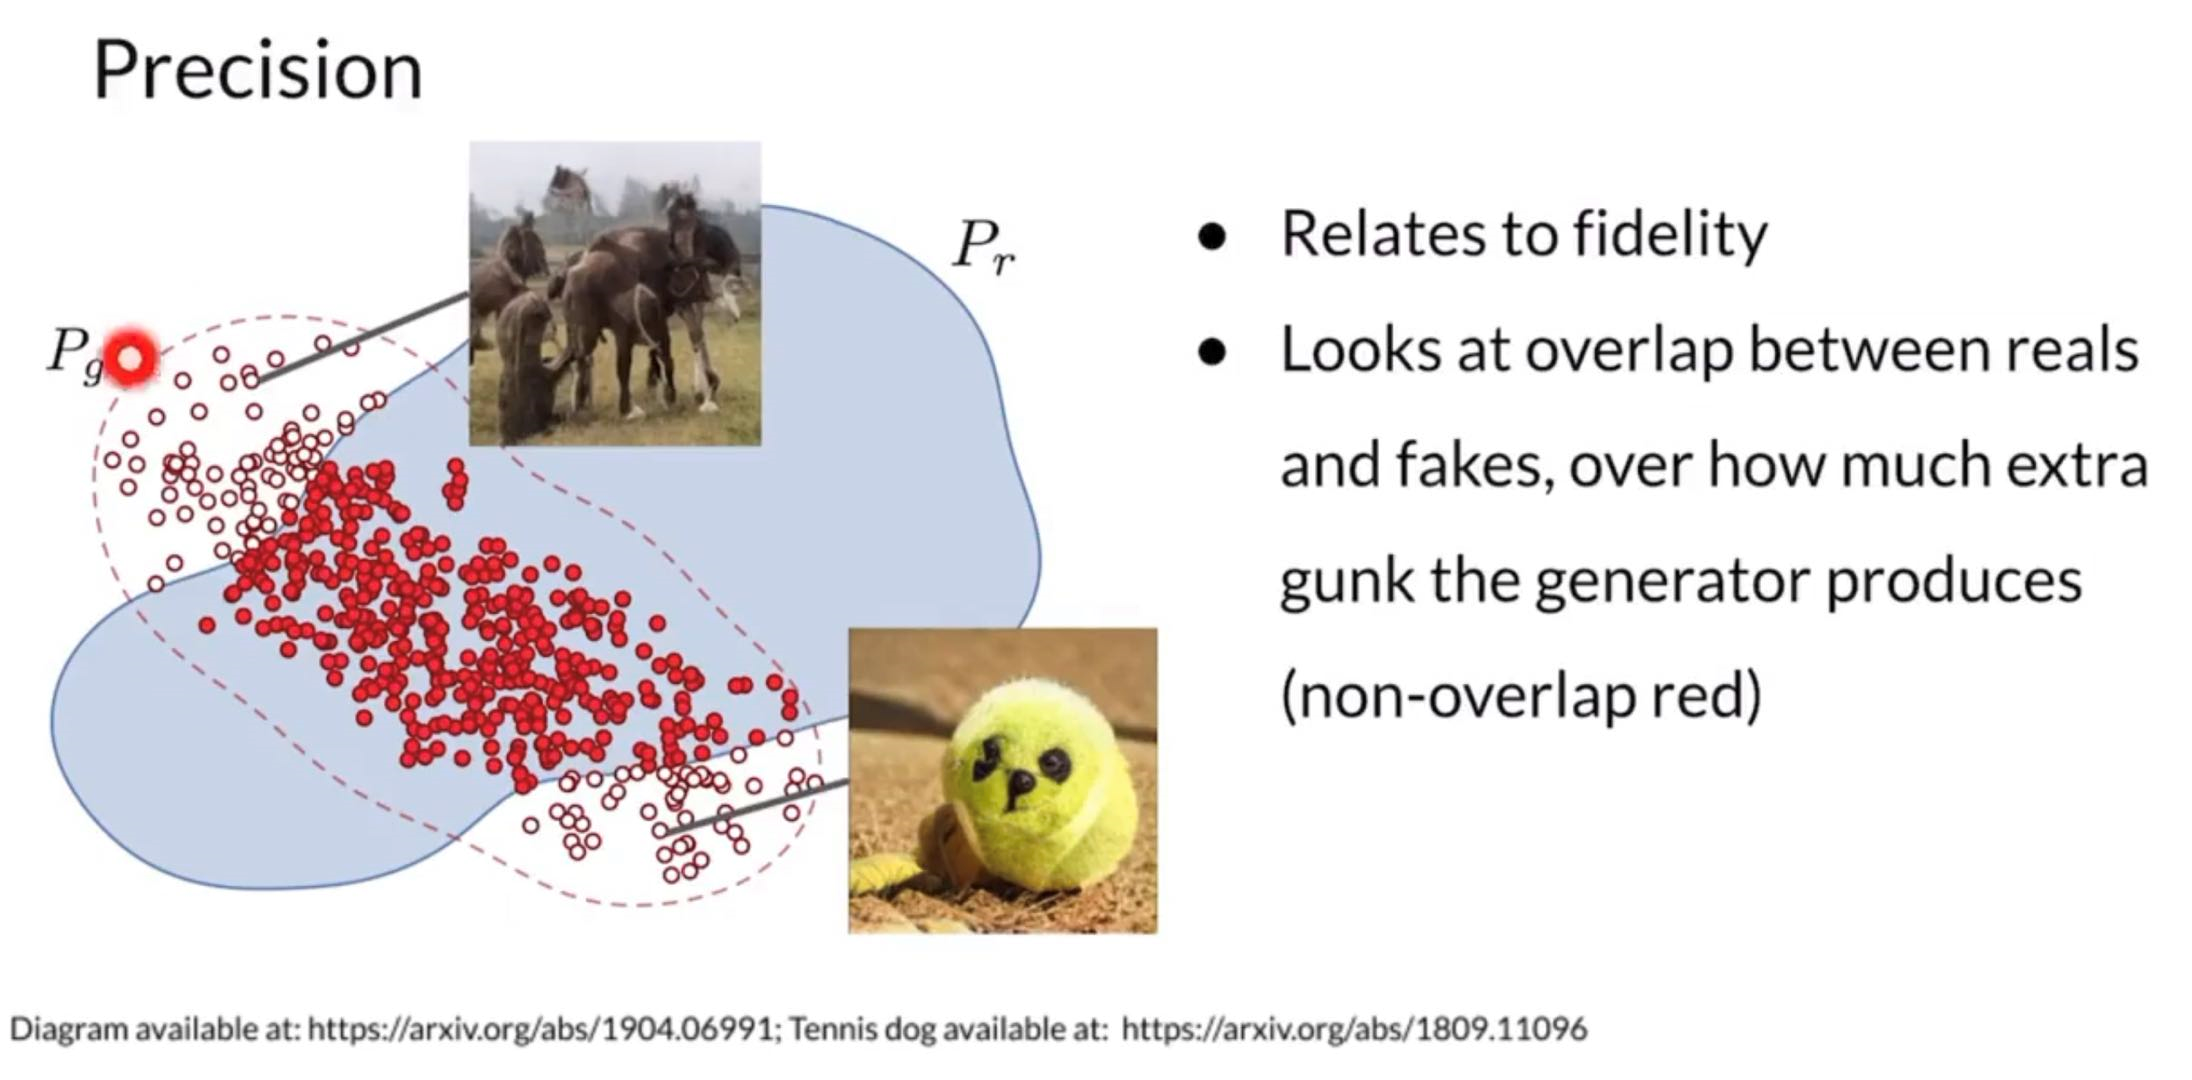 Precision
P_r
P_g
● Relates to fidelity
● Looks at overlap between reals
and fakes, over how much extra
gunk the generator produces
(non-overlap red)
Diagram available at: https://arxiv.org/abs/1904.06991; Tennis dog available at: https://arxiv.org/abs/1809.11096